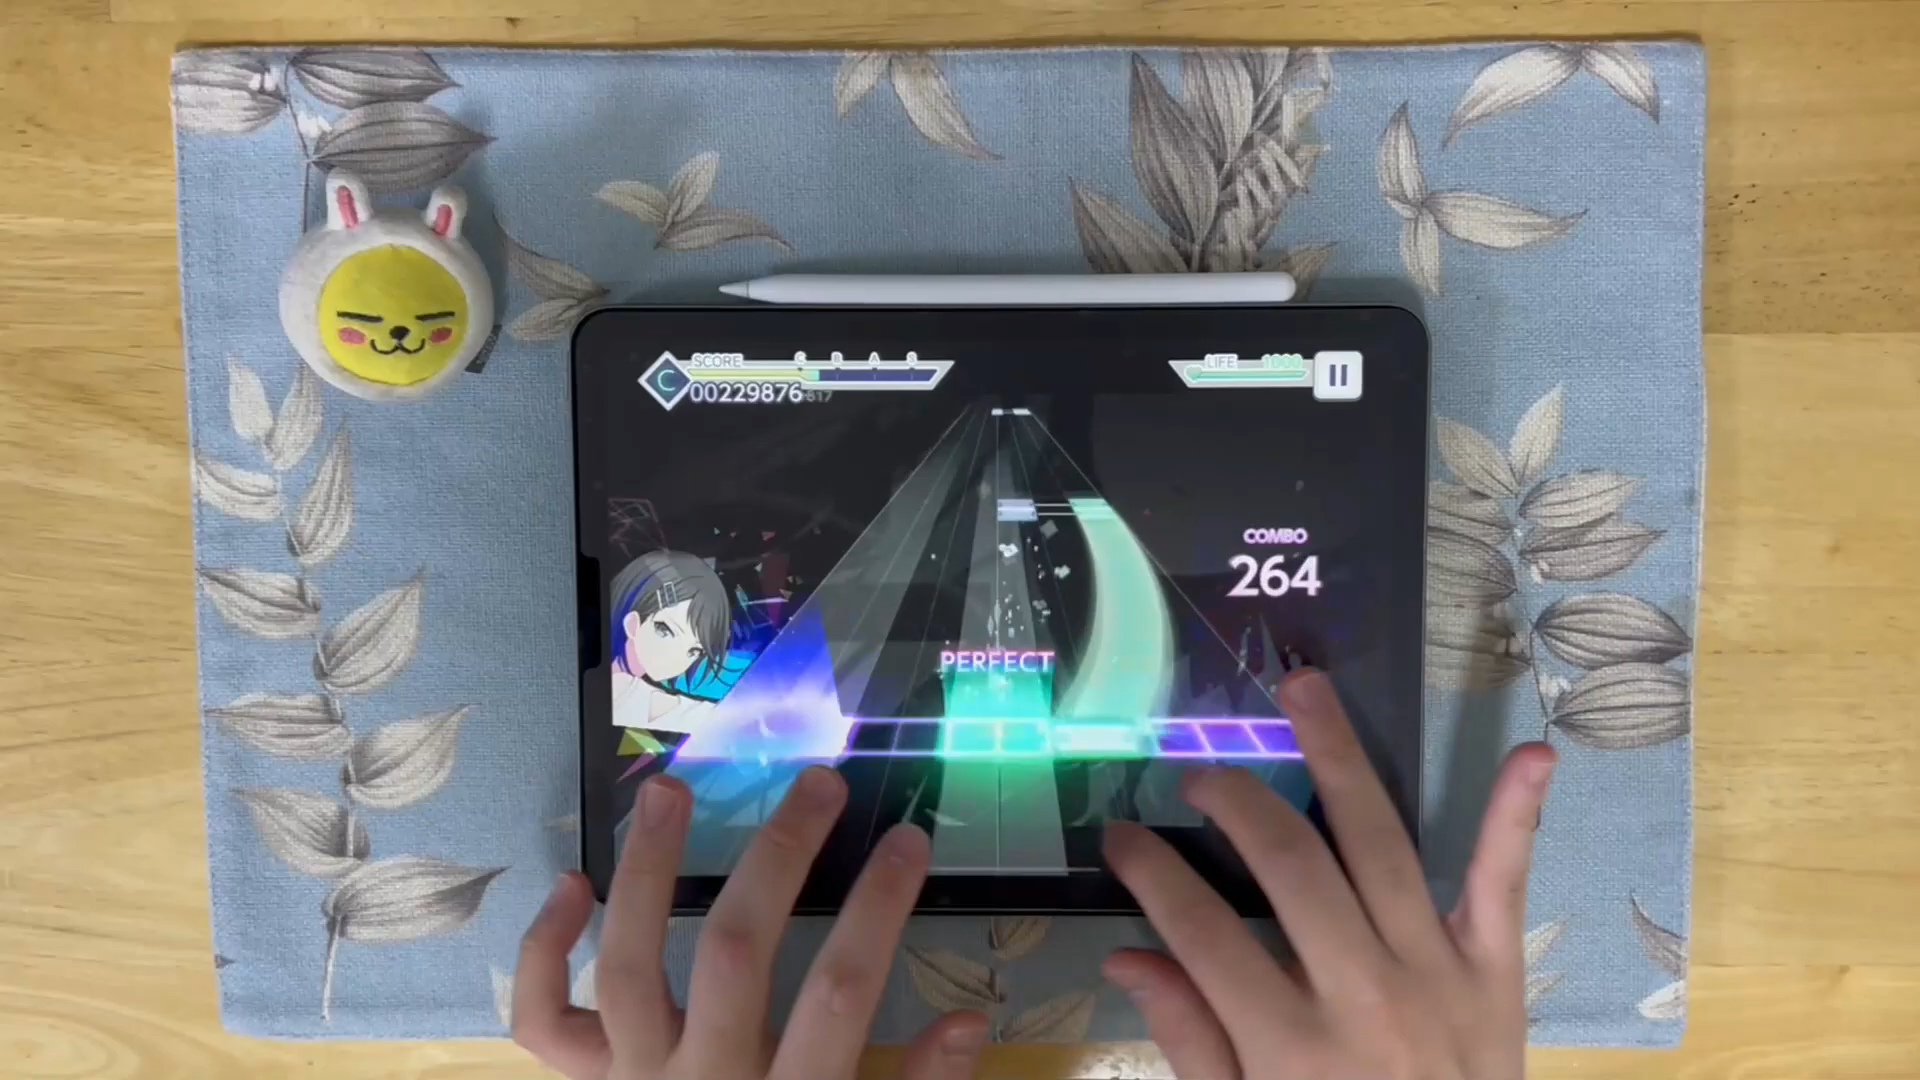 SCORE C B A S
C
00229876
LIFE 1000
COMBO
264
PERFECT